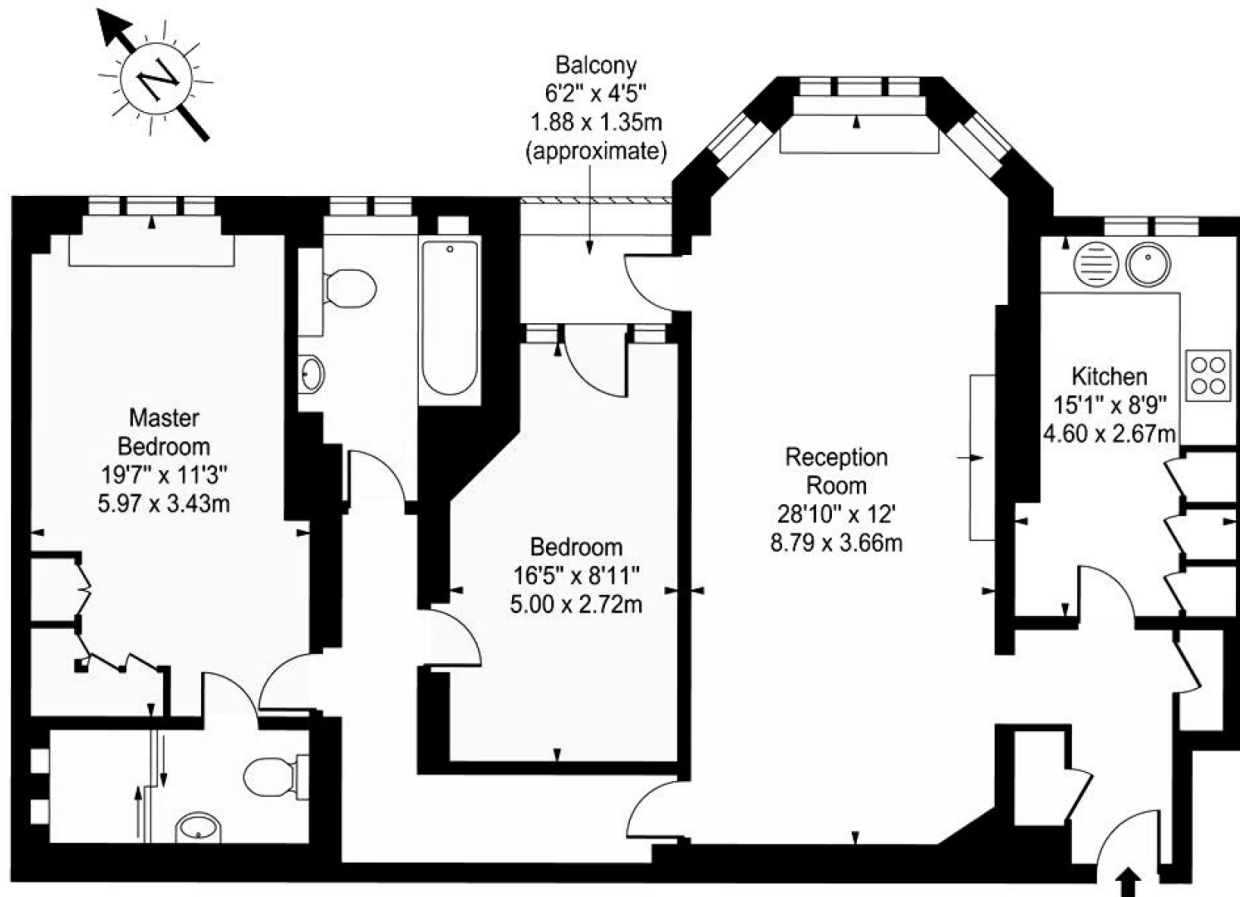 N
Balcony
6'2" x 4'5"
1.88 x 1.35m
(approximate)
Master
Bedroom
19'7" x 11'3"
5.97 x 3.43m
Bedroom
16'5" x 8'11"
5.00 x 2.72m
Reception
Room
28'10" x 12'
8.79 x 3.66m
Kitchen
15'1" x 8'9"
4.60 x 2.67m